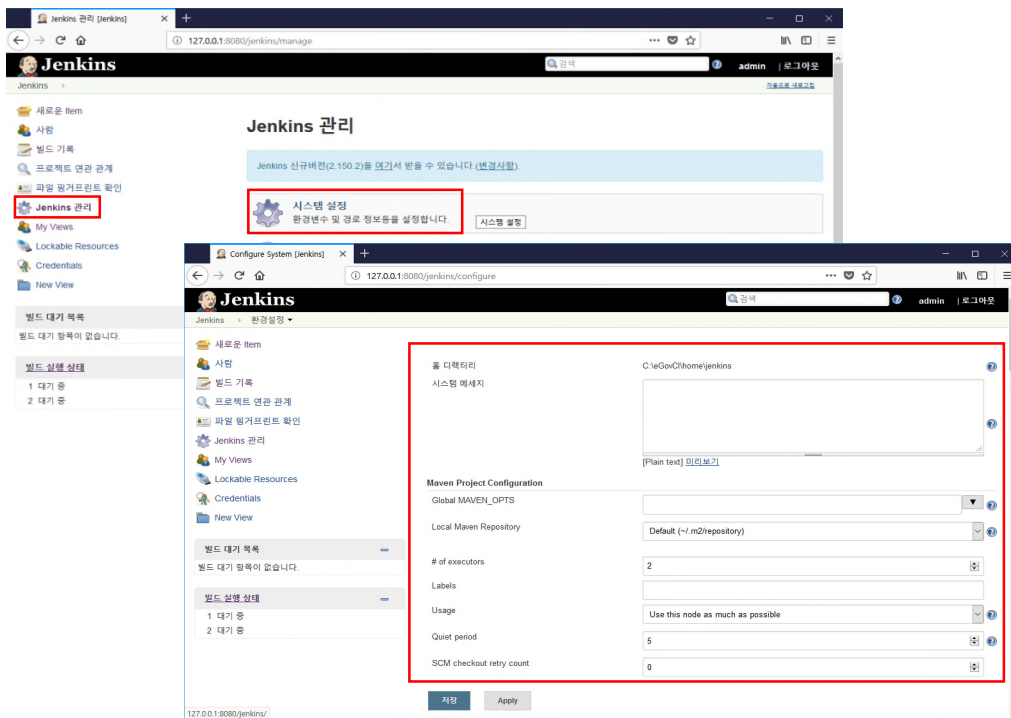 Jenkins 관리 [Jenkins]
127.0.0.1:8080/jenkins/manage
Jenkins
검색
admin | 로그아웃
Jenkins
자동으로 새로고침
새로운 Item
사람
빌드 기록
프로젝트 연관 관계
파일 핑거프린트 확인
Jenkins 관리
My Views
Lockable Resources
Credentials
New View
빌드 대기 목록
빌드 대기 항목이 없습니다.
빌드 실행 상태
1 대기 중
2 대기 중
Jenkins 관리
Jenkins 신규버전(2.150.2)을 여기서 받을 수 있습니다.(변경사항).
시스템 설정
환경변수 및 경로 정보등을 설정합니다.
시스템 설정
Configure System [Jenkins]
127.0.0.1:8080/jenkins/configure
Jenkins
검색
admin | 로그아웃
Jenkins 환경설정
새로운 Item
사람
빌드 기록
프로젝트 연관 관계
파일 핑거프린트 확인
Jenkins 관리
My Views
Lockable Resources
Credentials
New View
빌드 대기 목록
빌드 대기 항목이 없습니다.
빌드 실행 상태
1 대기 중
2 대기 중
홈 디렉터리 C:\eGovCI\home\jenkins
시스템 메세지
[Plain text] 미리보기
Maven Project Configuration
Global MAVEN_OPTS
Local Maven Repository Default (~/.m2/repository)
# of executors 2
Labels
Usage Use this node as much as possible
Quiet period 5
SCM checkout retry count 0
저장 Apply
127.0.0.1:8080/jenkins/